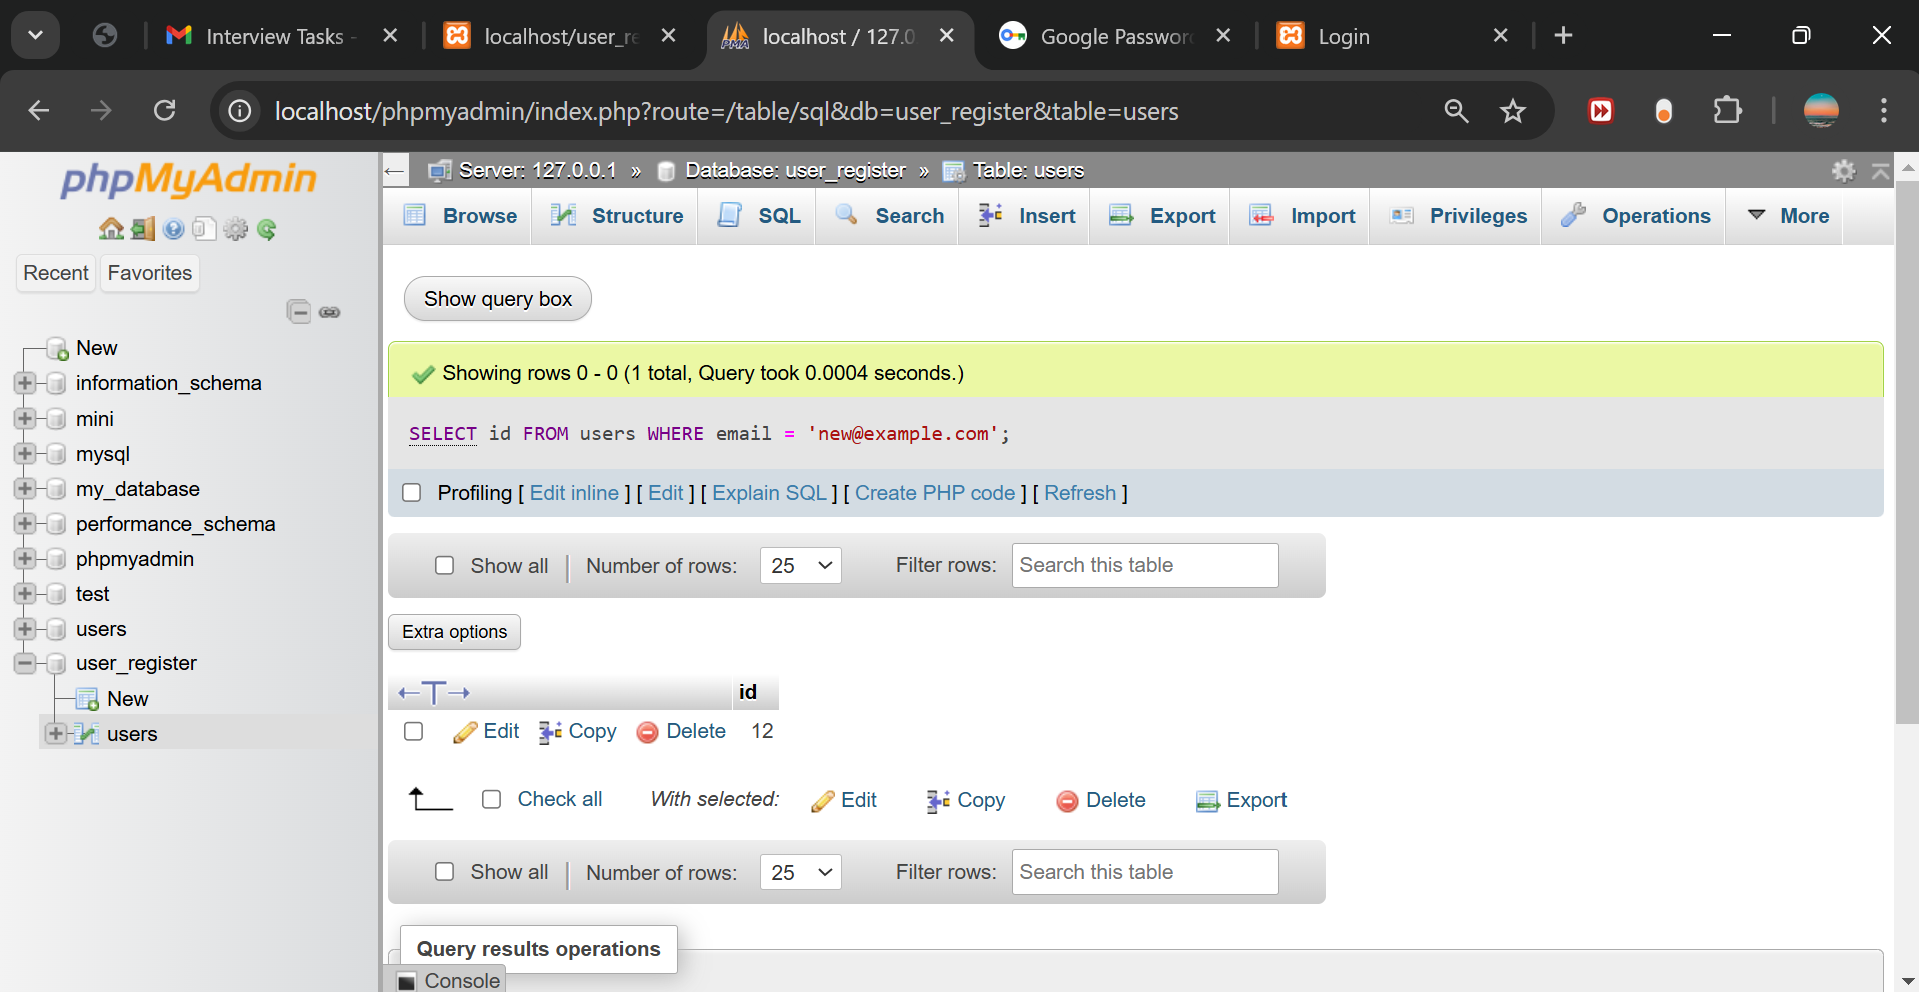 Interview Tasks -
localhost/user_re
localhost / 127.0
Google Password
Login
localhost/phpmyadmin/index.php?route=/table/sql&db=user_register&table=users
phpMyAdmin
Recent
Favorites
New
information_schema
mini
mysql
my_database
performance_schema
phpmyadmin
test
users
user_register
New
users
Server: 127.0.0.1 » Database: user_register » Table: users
Browse Structure SQL Search Insert Export Import Privileges Operations More
Show query box
Showing rows 0 - 0 (1 total, Query took 0.0004 seconds.)
SELECT id FROM users WHERE email = 'new@example.com';
Profiling [ Edit inline ] [ Edit ] [ Explain SQL ] [ Create PHP code ] [ Refresh ]
Show all Number of rows: 25 Filter rows: Search this table
Extra options
←T→ id
Edit Copy Delete 12
Check all With selected: Edit Copy Delete Export
Show all Number of rows: 25 Filter rows: Search this table
Query results operations
Console